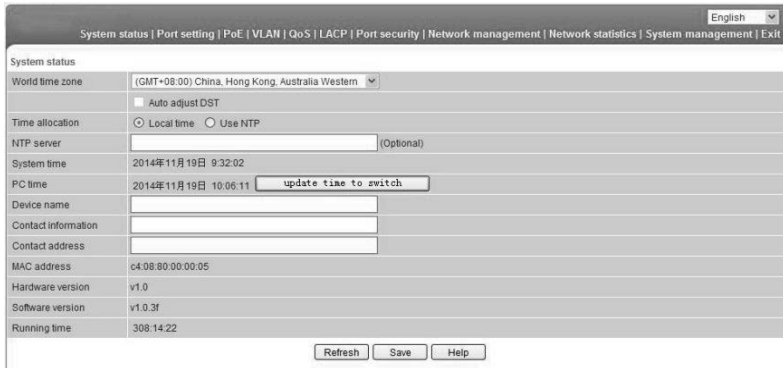 English
System status | Port setting | PoE | VLAN | QoS | LACP | Port security | Network management | Network statistics | System management | Exit
System status
World time zone (GMT+08:00) China, Hong Kong, Australia Western
Auto adjust DST
Time allocation Local time Use NTP
NTP server (Optional)
System time 2014年11月19日 9:32:02
PC time 2014年11月19日 10:06:11 update time to switch
Device name
Contact information
Contact address
MAC address c4:08:80:00:00:05
Hardware version v1.0
Software version v1.0.3f
Running time 308:14:22
Refresh Save Help